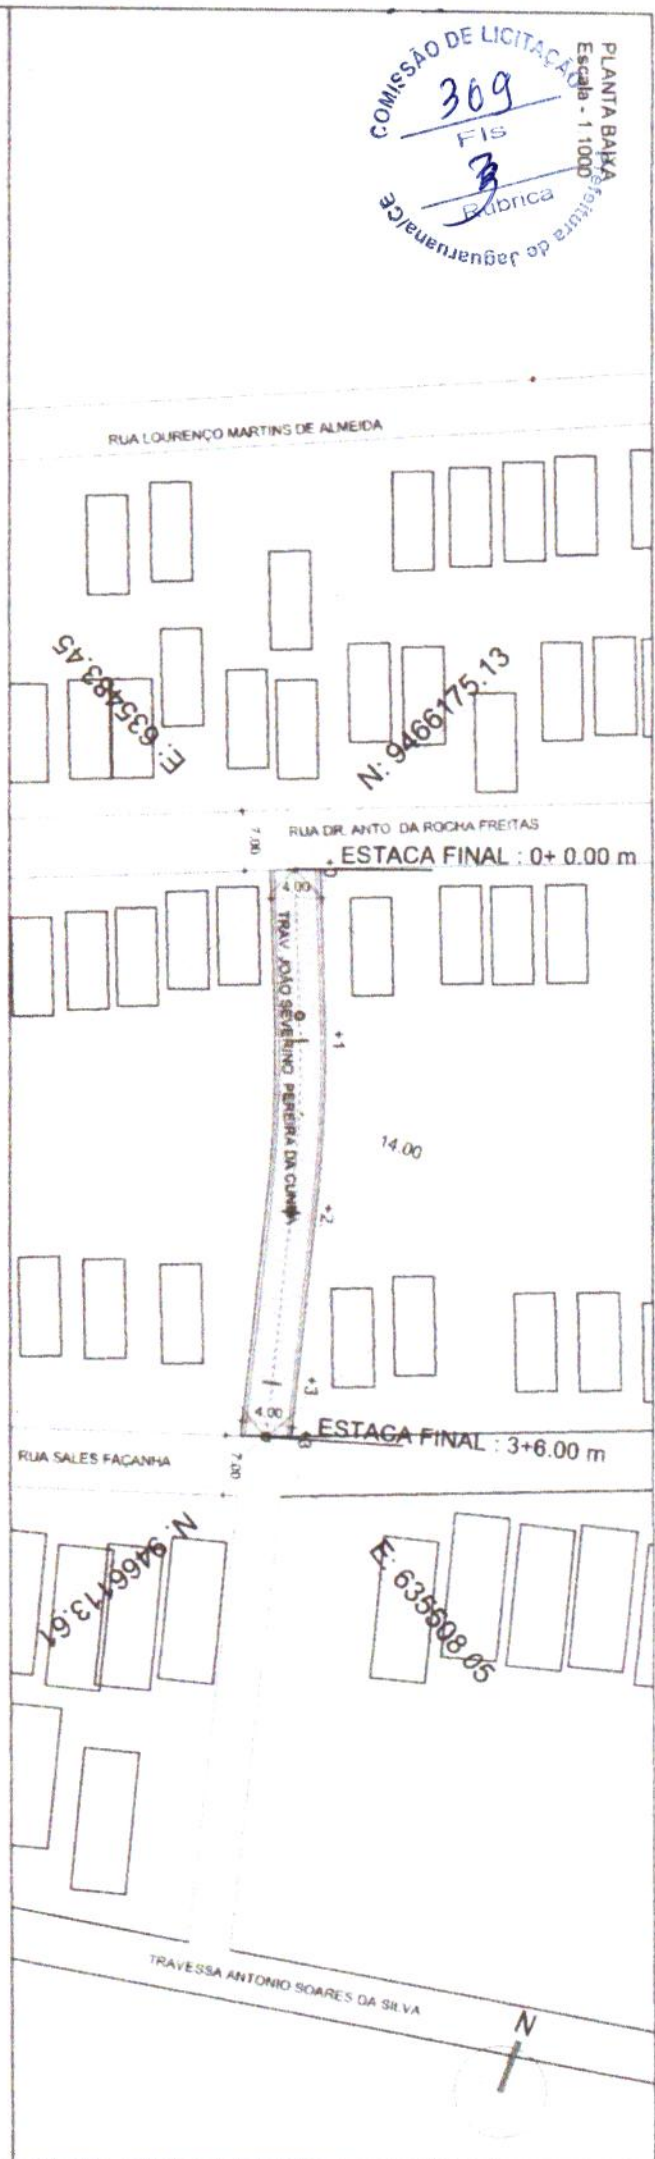 PLANTA BAIXA
Escala - 1:1000
COMISSÃO DE LICITAÇÃO
309
Fls
Rubrica
Prefeitura de Jaguaruana/CE
RUA LOURENÇO MARTINS DE ALMEIDA
E: 635483.45
N: 9466175.13
RUA DR. ANTO DA ROCHA FREITAS
7.00
ESTACA FINAL : 0+ 0.00 m
0
4.00
TRAV JOÃO SEVERINO PEREIRA DA CUNHA
+1
14.00
+2
+3
4.00
ESTACA FINAL : 3+6.00 m
RUA SALES FAÇANHA
7.00
N: 9466113.61
E: 635508.05
TRAVESSA ANTONIO SOARES DA SILVA
N